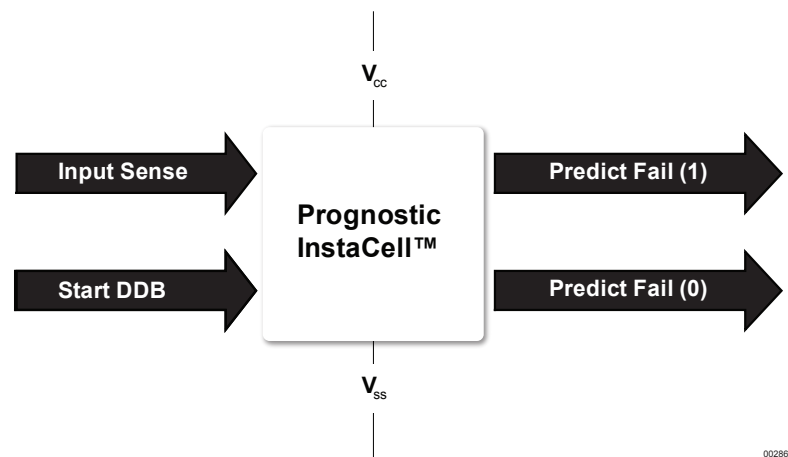 Vcc
Input Sense
Predict Fail (1)
Prognostic
InstaCell™
Start DDB
Predict Fail (0)
Vss
00286